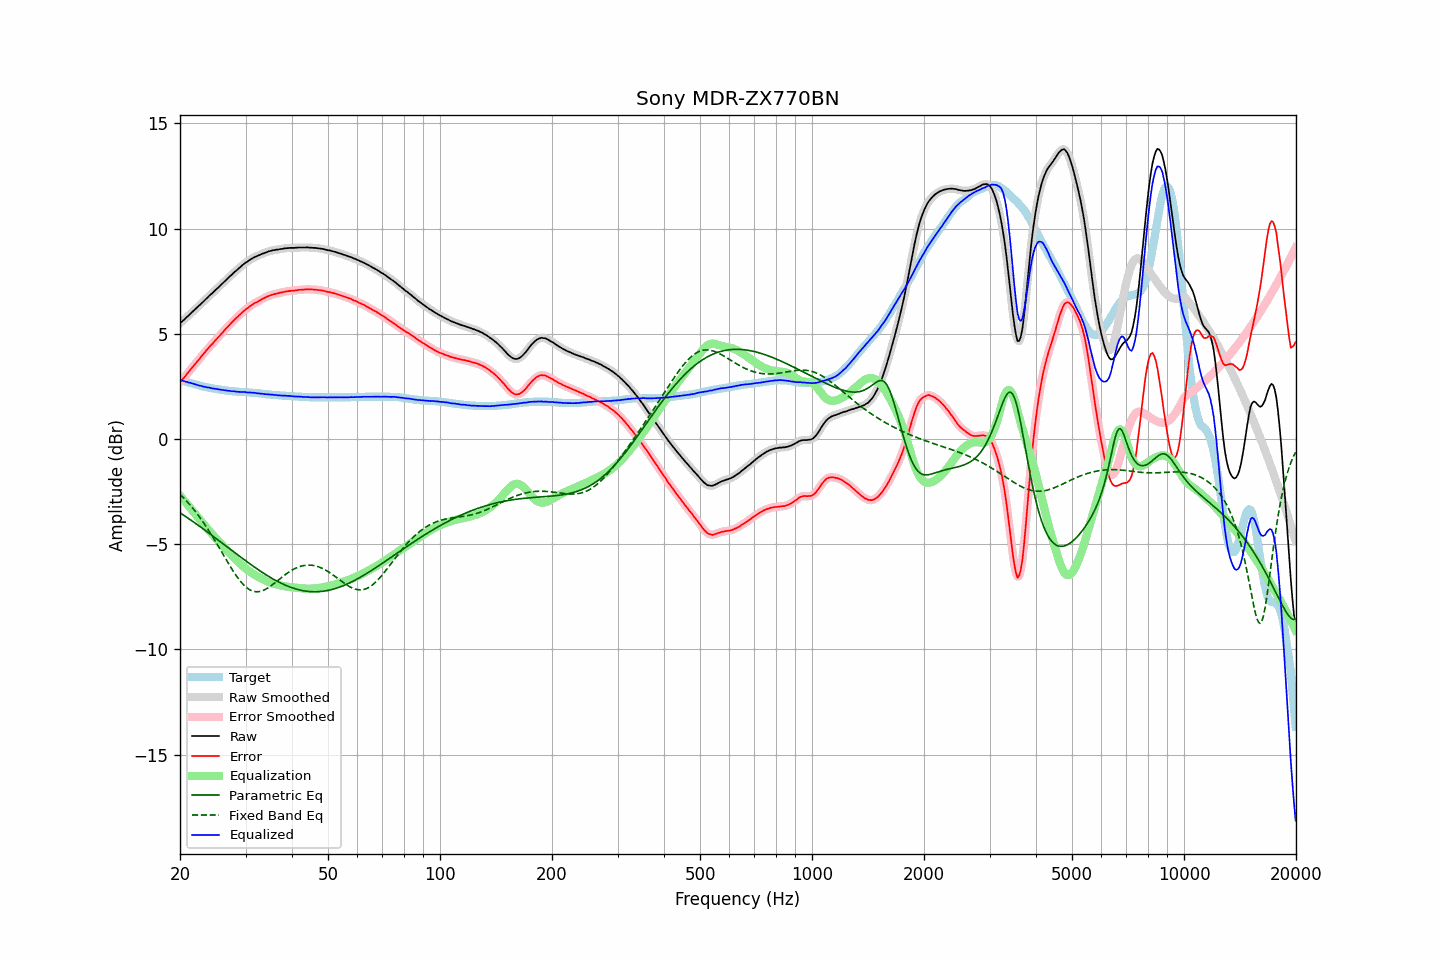 Sony MDR-ZX770BN
15
10
5
0
−5
−10
−15
Amplitude (dBr)
Target
Raw Smoothed
Error Smoothed
Raw
Error
Equalization
Parametric Eq
Fixed Band Eq
Equalized
20 50 100 200 500 1000 2000 5000 10000 20000
Frequency (Hz)